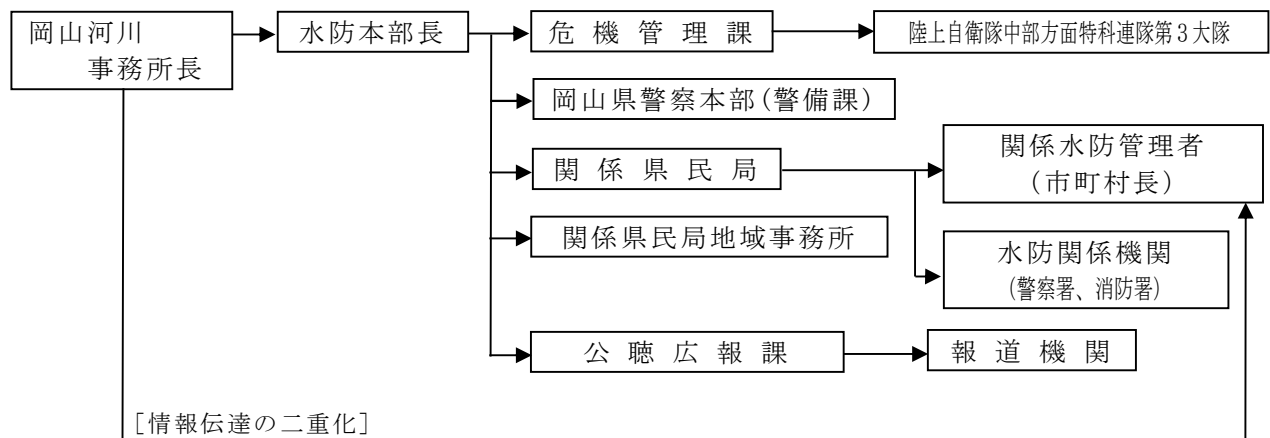 岡山河川
事務所長
水防本部長
危機管理課
陸上自衛隊中部方面特科連隊第3大隊
岡山県警察本部(警備課)
関係県民局
関係水防管理者
(市町村長)
関係県民局地域事務所
水防関係機関
(警察署、消防署)
公聴広報課
報道機関
[情報伝達の二重化]